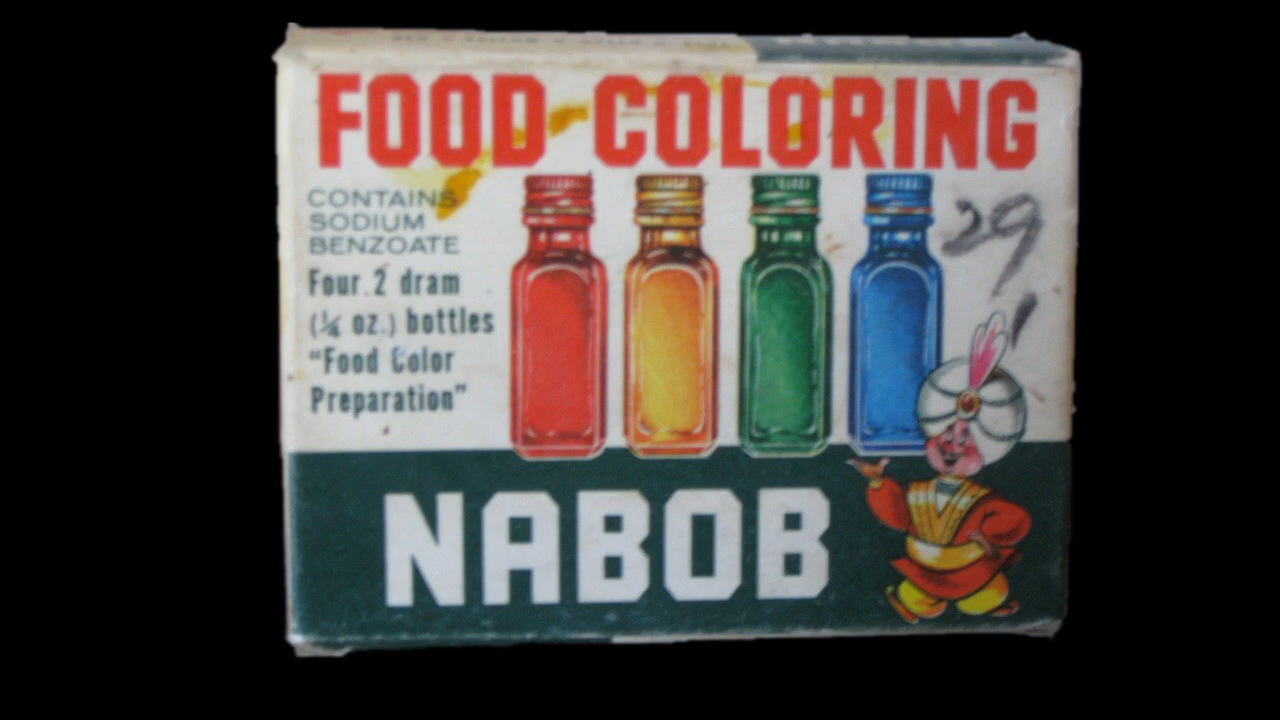 FOOD COLORING
CONTAINS
SODIUM
BENZOATE
Four 2 dram
(¼ oz.) bottles
“Food Color
Preparation”
29
NABOB